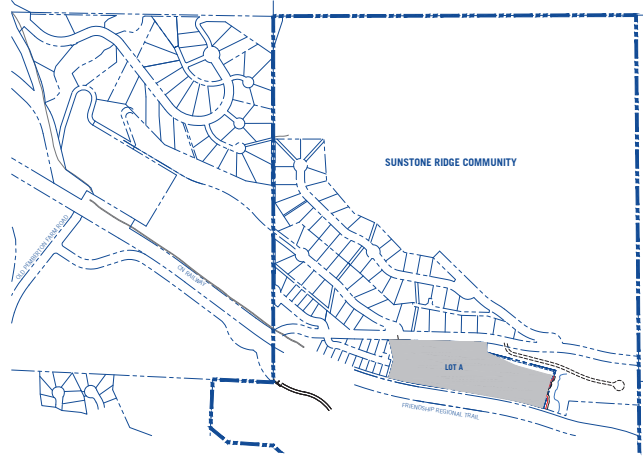 SUNSTONE RIDGE COMMUNITY
OLD PEMBERTON FARM ROAD
CN RAILWAY
LOT A
FRIENDSHIP REGIONAL TRAIL